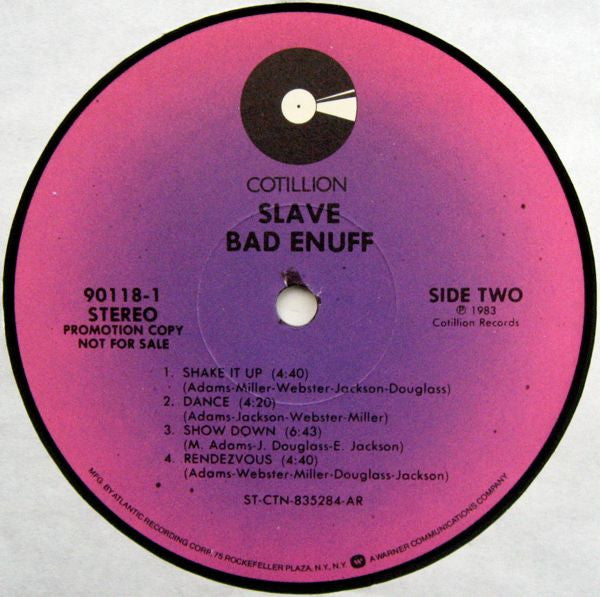 COTILLION
SLAVE
BAD ENUFF
90118-1
STEREO
PROMOTION COPY
NOT FOR SALE
SIDE TWO
℗ 1983
Cotillion Records
1. SHAKE IT UP (4:40)
(Adams-Miller-Webster-Jackson-Douglass)
2. DANCE (4:20)
(Adams-Jackson-Webster-Miller)
3. SHOW DOWN (6:43)
(M. Adams-J. Douglass-E. Jackson)
4. RENDEZVOUS (4:40)
(Adams-Webster-Miller-Douglass-Jackson)
ST-CTN-835284-AR
MFG. BY ATLANTIC RECORDING CORP., 75 ROCKEFELLER PLAZA, N.Y., N.Y. A WARNER COMMUNICATIONS COMPANY